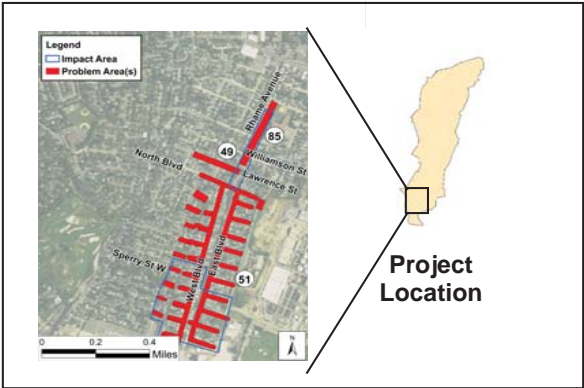 Legend
Impact Area
Problem Area(s)
Rhame Avenue
85
49
Williamson St
North Blvd
Lawrence St
Sperry St W
West Blvd
East Blvd
51
0 0.2 0.4
Miles
N
Project
Location